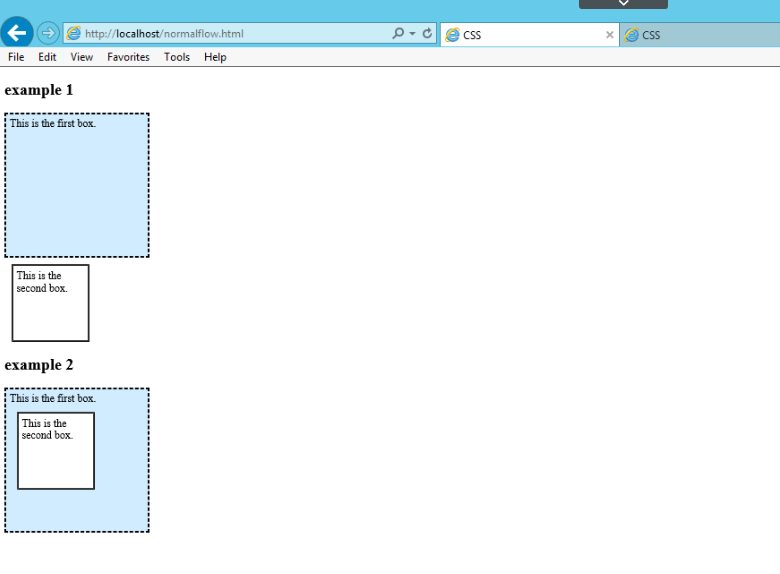 http://localhost/normalflow.html
CSS
CSS
File Edit View Favorites Tools Help
example 1
This is the first box.
This is the
second box.
example 2
This is the first box.
This is the
second box.